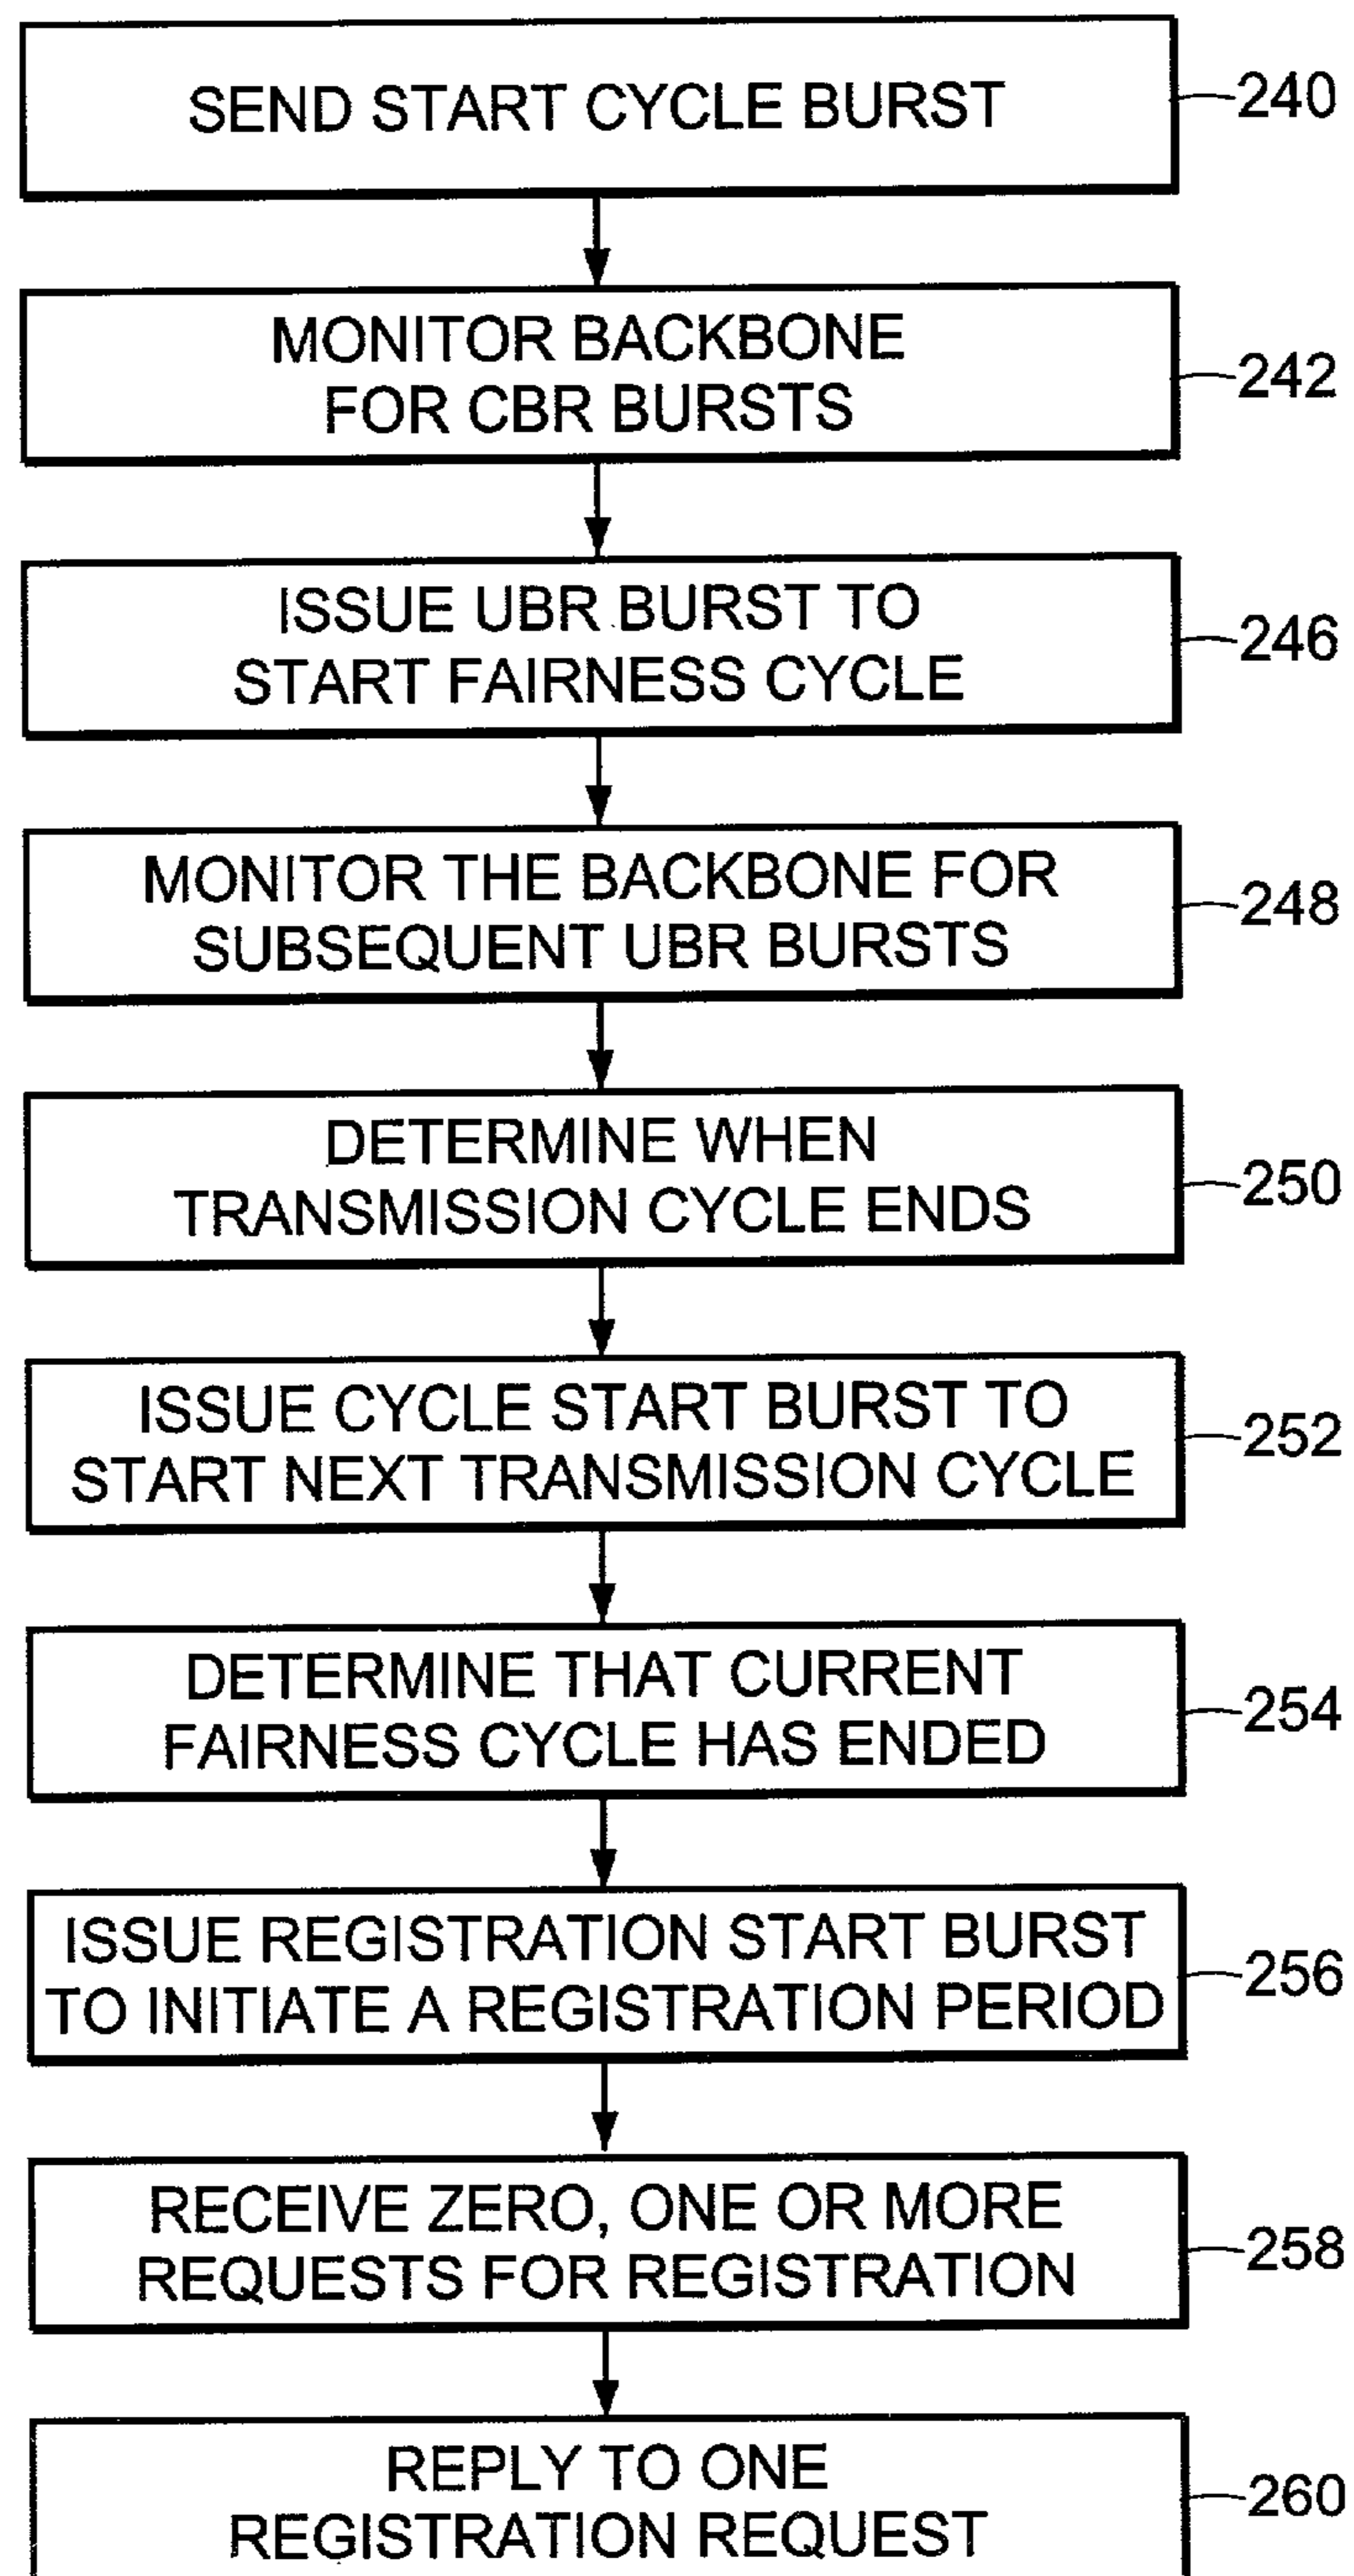 SEND START CYCLE BURST
240
MONITOR BACKBONE
FOR CBR BURSTS
242
ISSUE UBR BURST TO
START FAIRNESS CYCLE
246
MONITOR THE BACKBONE FOR
SUBSEQUENT UBR BURSTS
248
DETERMINE WHEN
TRANSMISSION CYCLE ENDS
250
ISSUE CYCLE START BURST TO
START NEXT TRANSMISSION CYCLE
252
DETERMINE THAT CURRENT
FAIRNESS CYCLE HAS ENDED
254
ISSUE REGISTRATION START BURST
TO INITIATE A REGISTRATION PERIOD
256
RECEIVE ZERO, ONE OR MORE
REQUESTS FOR REGISTRATION
258
REPLY TO ONE
REGISTRATION REQUEST
260